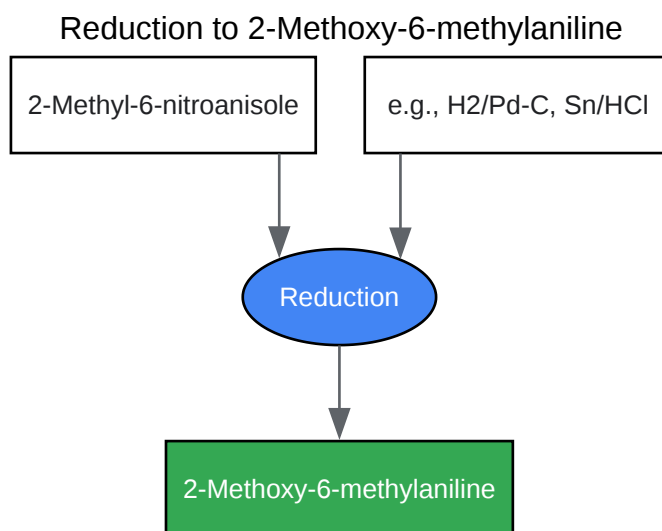 Reduction to 2-Methoxy-6-methylaniline
2-Methyl-6-nitroanisole
e.g., H2/Pd-C, Sn/HCl
Reduction
2-Methoxy-6-methylaniline